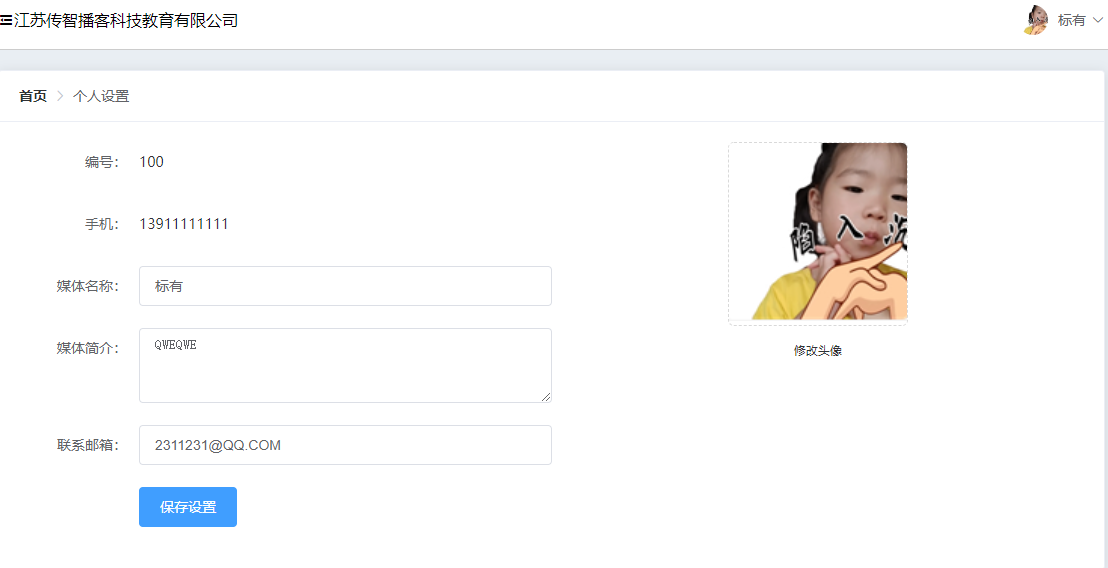 江苏传智播客科技教育有限公司
标有
首页 > 个人设置
编号： 100
手机： 13911111111
媒体名称： 标有
媒体简介： QWEQWE
联系邮箱： 2311231@QQ.COM
保存设置
陷入沉
修改头像